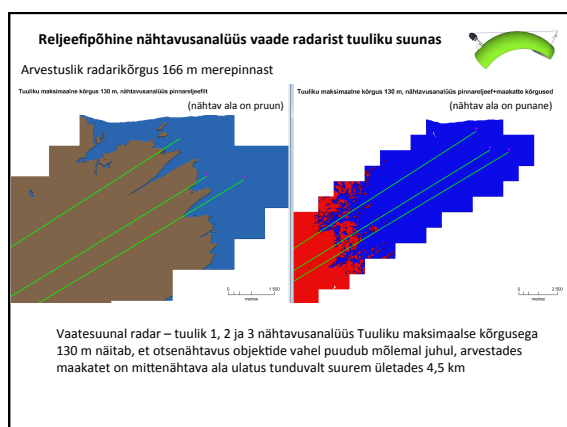 Reljeefipõhine nähtavusanalüüs vaade radarist tuuliku suunas
Arvestuslik radarikõrgus 166 m merepinnast
Tuuliku maksimaalne kõrgus 130 m, nähtavusanalüüs pinnareljeefilt
(nähtav ala on pruun)
Tuuliku maksimaalne kõrgus 130 m, nähtavusanalüüs pinnareljeef+maakatte kõrgused
(nähtav ala on punane)
0 1 500
metres
0 2 500
metres
Vaatesuunal radar – tuulik 1, 2 ja 3 nähtavusanalüüs Tuuliku maksimaalse kõrgusega
130 m näitab, et otsenähtavus objektide vahel puudub mõlemal juhul, arvestades
maakatet on mittenähtava ala ulatus tunduvalt suurem ületades 4,5 km